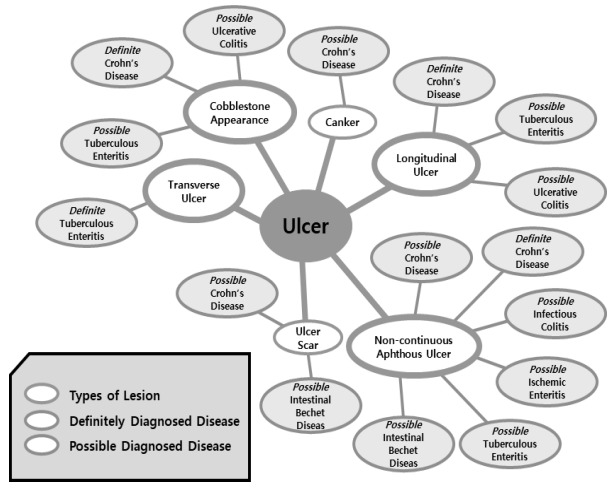 Possible
Ulcerative
Colitis
Possible
Crohn's
Disease
Definite
Crohn's
Disease
Definite
Crohn's
Disease
Cobblestone
Appearance
Canker
Possible
Tuberculous
Enteritis
Possible
Tuberculous
Enteritis
Longitudinal
Ulcer
Transverse
Ulcer
Possible
Ulcerative
Colitis
Definite
Tuberculous
Enteritis
Ulcer
Possible
Crohn's
Disease
Definite
Crohn's
Disease
Possible
Crohn's
Disease
Possible
Infectious
Colitis
Ulcer
Scar
Non-continuous
Aphthous Ulcer
Possible
Ischemic
Enteritis
Possible
Intestinal
Bechet
Diseas
Possible
Intestinal
Bechet
Diseas
Possible
Tuberculous
Enteritis
Types of Lesion
Definitely Diagnosed Disease
Possible Diagnosed Disease